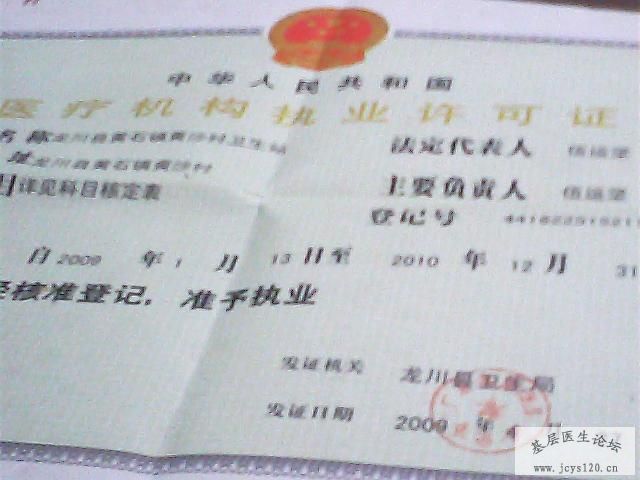 中华人民共和国
医疗机构执业许可证
名 称 龙川县黄石镇黄沙村卫生站
法定代表人
址 龙川县黄石镇黄沙村
主要负责人
详见科目核定表
登记号
自 2009 年 1 月 13 日至 2010 年 12 月 31
核准登记,准予执业
发证机关 龙川县卫生局
发证日期 2009 年
基层医生论坛
www.jcys120.cn